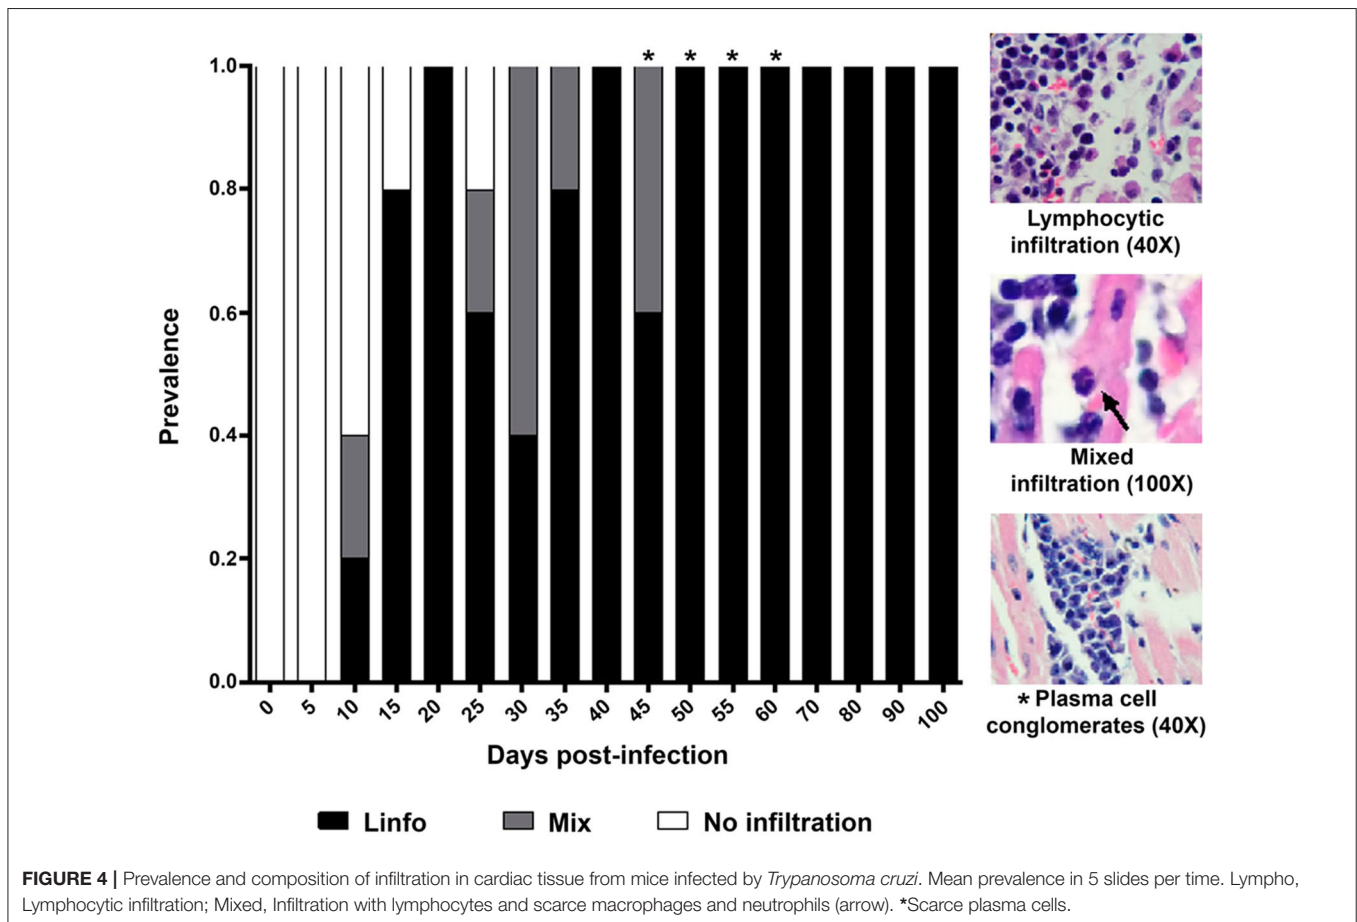 * * * *
1.0
0.8
0.6
0.4
0.2
0.0
Prevalence
0 5 10 15 20 25 30 35 40 45 50 55 60 70 80 90 100
Days post-infection
Linfo Mix No infiltration
Lymphocytic
infiltration (40X)
Mixed
infiltration (100X)
* Plasma cell
conglomerates (40X)
FIGURE 4 | Prevalence and composition of infiltration in cardiac tissue from mice infected by Trypanosoma cruzi. Mean prevalence in 5 slides per time. Lympho,
Lymphocytic infiltration; Mixed, Infiltration with lymphocytes and scarce macrophages and neutrophils (arrow). *Scarce plasma cells.